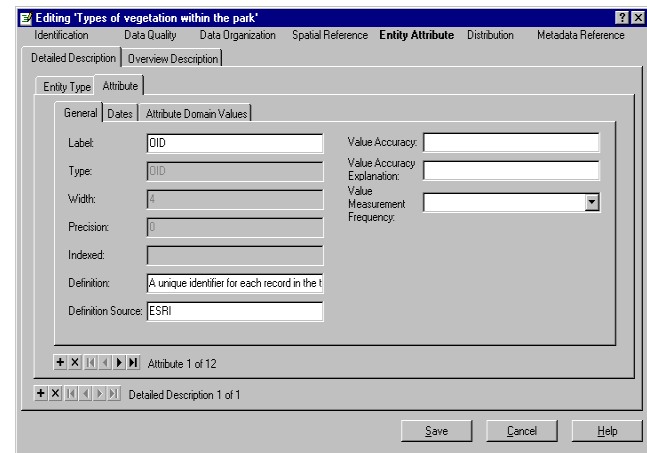 Editing 'Types of vegetation within the park'
Identification Data Quality Data Organization Spatial Reference Entity Attribute Distribution Metadata Reference
Detailed Description Overview Description
Entity Type Attribute
General Dates Attribute Domain Values
Label: OID
Type: OID
Width: 4
Precision: 0
Indexed:
Definition: A unique identifier for each record in the t
Definition Source: ESRI
Value Accuracy:
Value Accuracy
Explanation:
Value
Measurement
Frequency:
Attribute 1 of 12
Detailed Description 1 of 1
Save Cancel Help